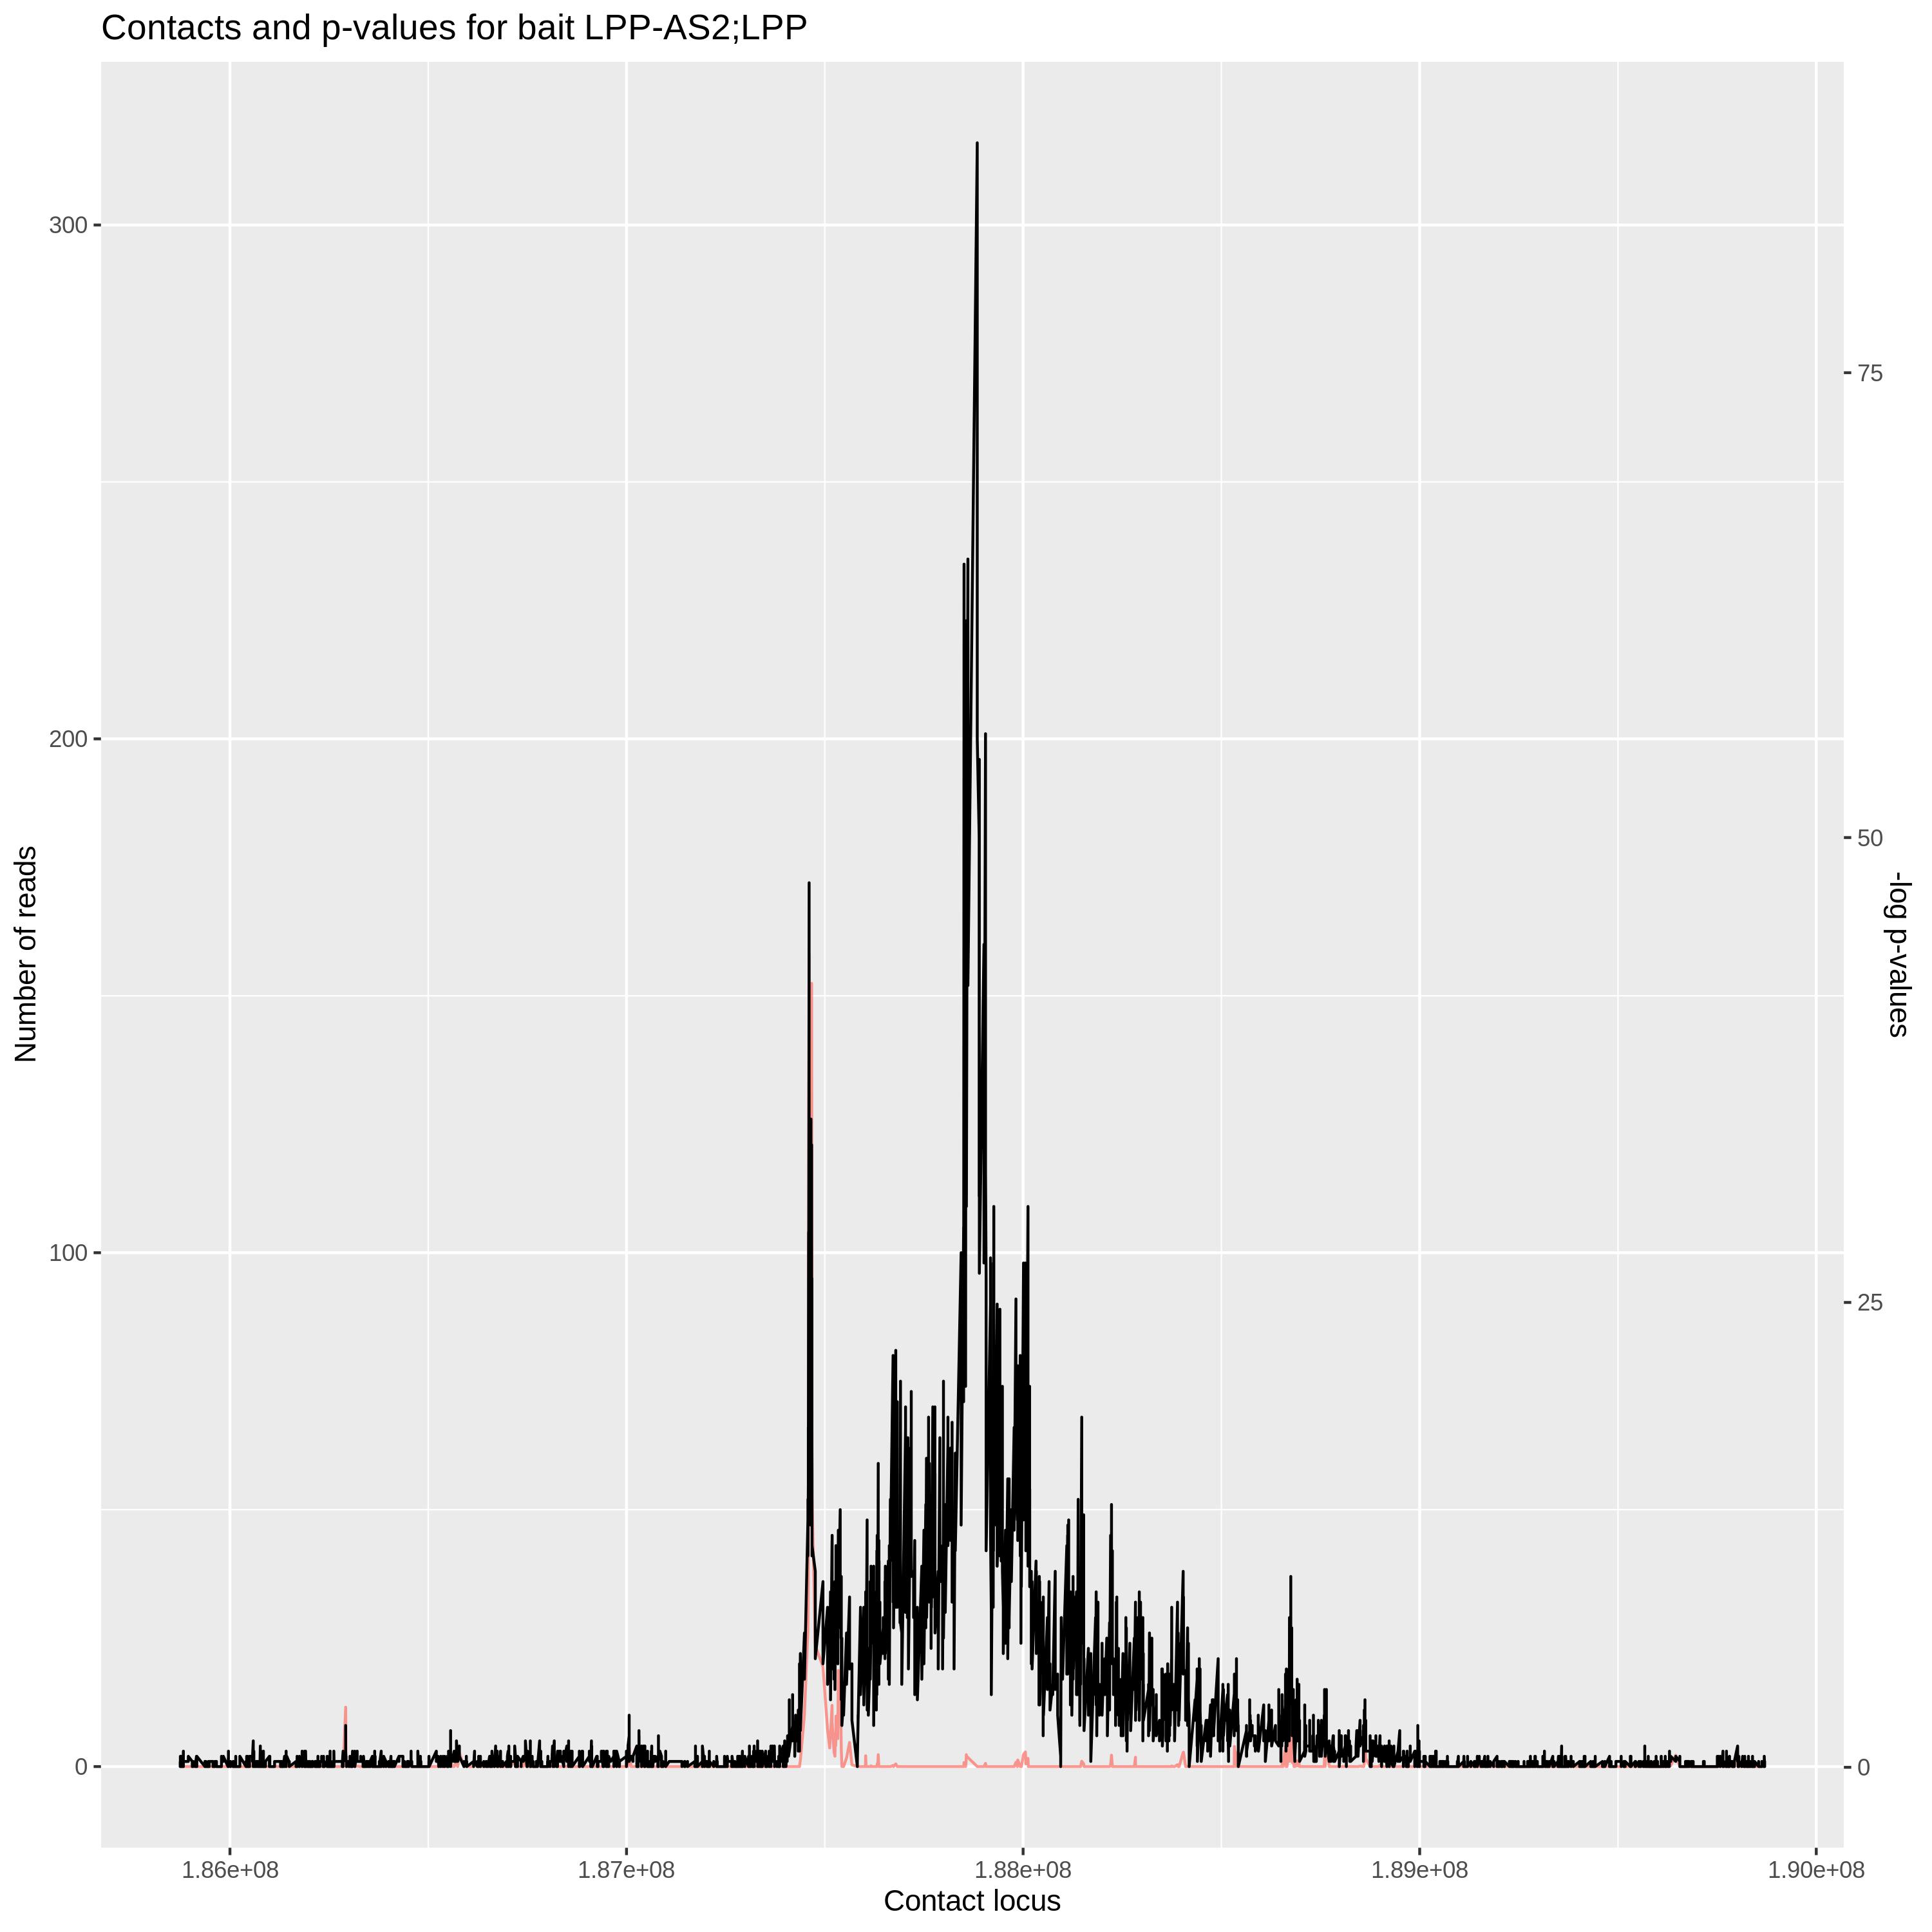 Contacts and p-values for bait LPP-AS2;LPP
300
200
100
0
Number of reads
75
50
25
0
-log p-values
1.86e+08
1.87e+08
1.88e+08
1.89e+08
1.90e+08
Contact locus